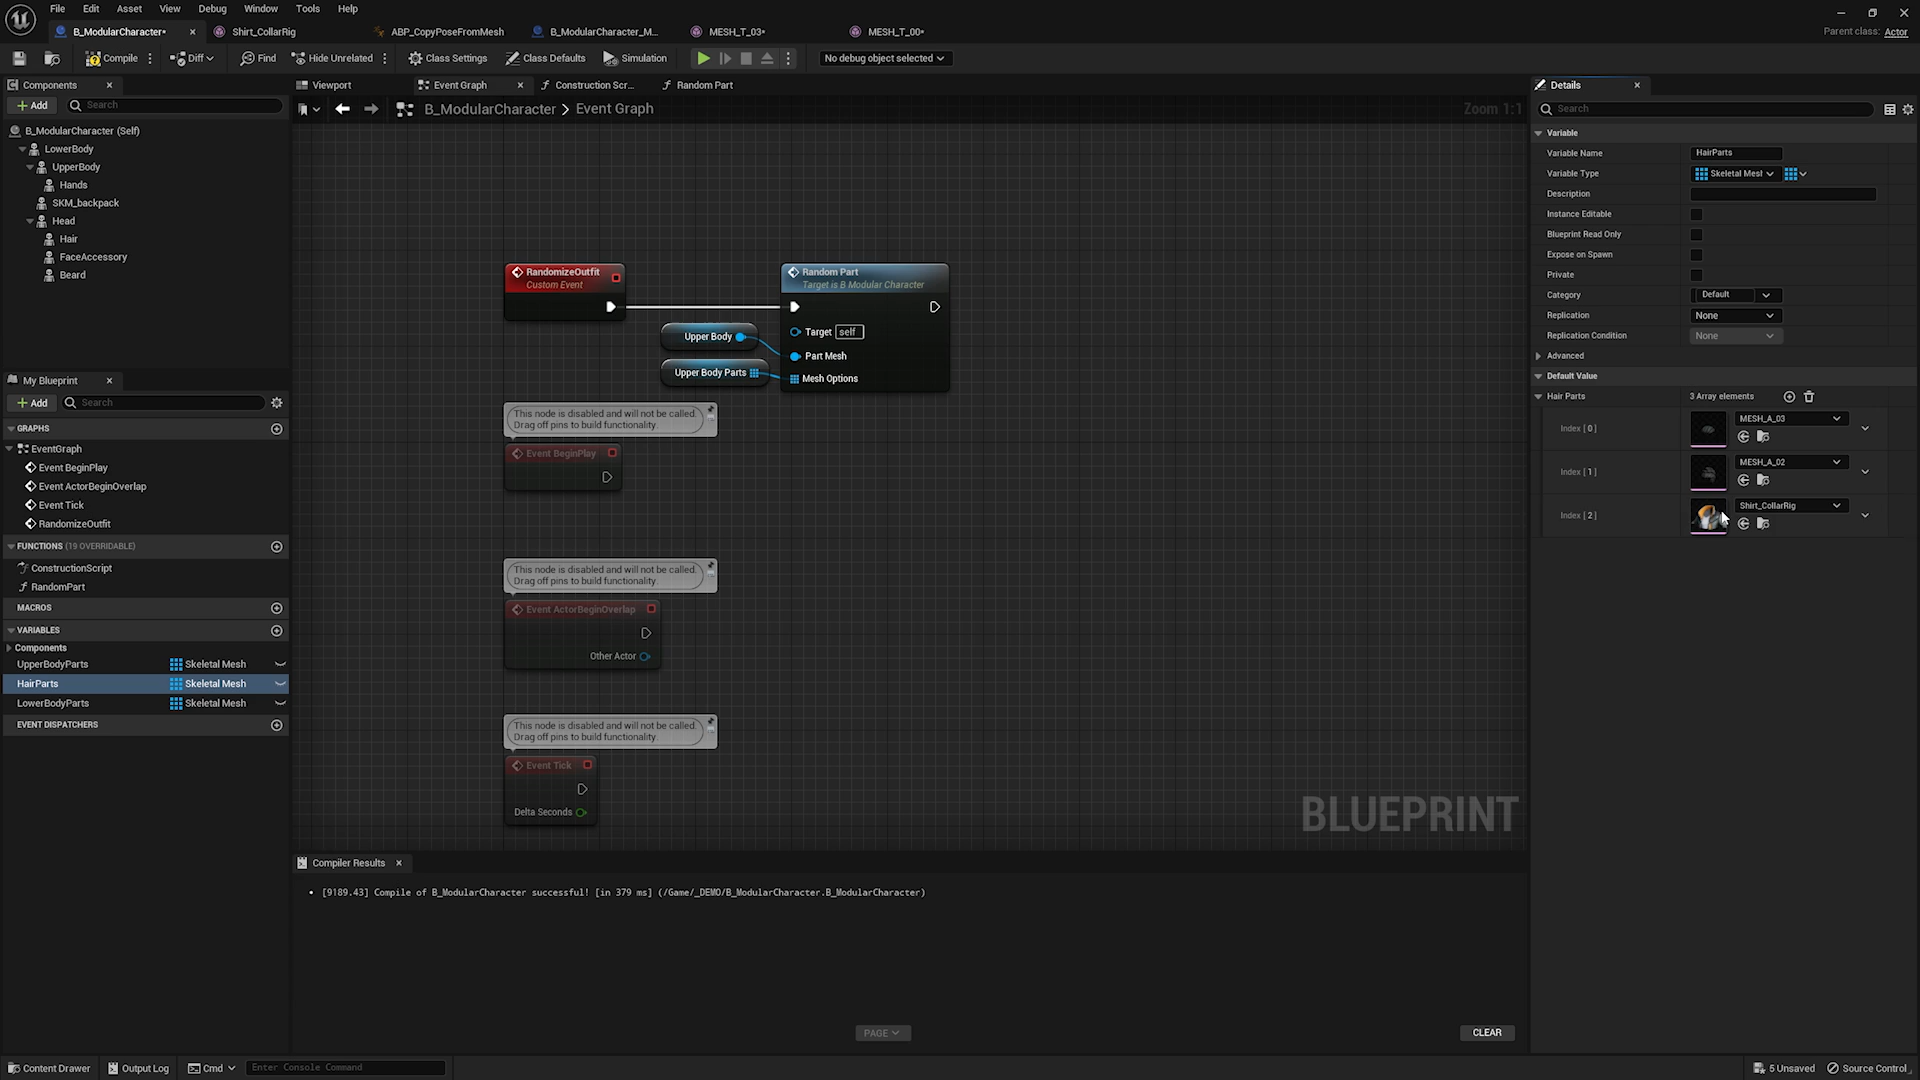 File Edit Asset View Debug Window Tools Help
B_ModularCharacter• Shirt_CollarRig ABP_CopyPoseFromMesh B_ModularCharacter_M... MESH_T_03• MESH_T_00•
Parent class: Actor
Compile Diff Find Hide Unrelated Class Settings Class Defaults Simulation No debug object selected
Components
Add Search
B_ModularCharacter (Self)
LowerBody
UpperBody
Hands
SKM_backpack
Head
Hair
FaceAccessory
Beard
My Blueprint
Add Search
GRAPHS
EventGraph
Event BeginPlay
Event ActorBeginOverlap
Event Tick
RandomizeOutfit
FUNCTIONS (19 OVERRIDABLE)
ConstructionScript
RandomPart
MACROS
VARIABLES
Components
UpperBodyParts Skeletal Mesh
HairParts Skeletal Mesh
LowerBodyParts Skeletal Mesh
EVENT DISPATCHERS
Viewport Event Graph Construction Scr... Random Part
B_ModularCharacter > Event Graph
Zoom 1:1
RandomizeOutfit
Custom Event
Random Part
Target is B Modular Character
Target self
Upper Body
Part Mesh
Upper Body Parts
Mesh Options
This node is disabled and will not be called.
Drag off pins to build functionality.
Event BeginPlay
This node is disabled and will not be called.
Drag off pins to build functionality.
Event ActorBeginOverlap
Other Actor
This node is disabled and will not be called.
Drag off pins to build functionality.
Event Tick
Delta Seconds
BLUEPRINT
Compiler Results
• [9189.43] Compile of B_ModularCharacter successful! [in 379 ms] (/Game/_DEMO/B_ModularCharacter.B_ModularCharacter)
PAGE
CLEAR
Details
Search
Variable
Variable Name HairParts
Variable Type Skeletal Mesh
Description
Instance Editable
Blueprint Read Only
Expose on Spawn
Private
Category Default
Replication None
Replication Condition None
Advanced
Default Value
Hair Parts 3 Array elements
Index [ 0 ] MESH_A_03
Index [ 1 ] MESH_A_02
Index [ 2 ] Shirt_CollarRig
Content Drawer Output Log Cmd Enter Console Command
5 Unsaved Source Control